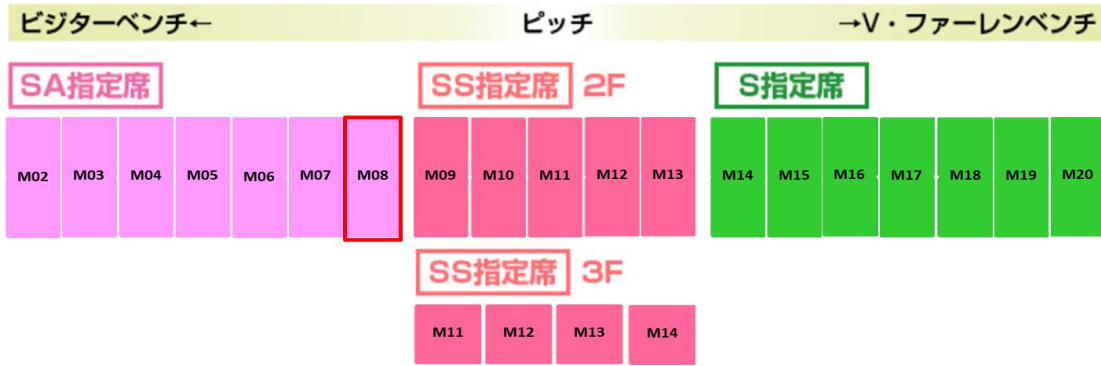 ビジターベンチ← ピッチ →V・ファーレンベンチ
SA指定席 SS指定席 2F S指定席
M02 M03 M04 M05 M06 M07 M08 M09 M10 M11 M12 M13 M14 M15 M16 M17 M18 M19 M20
SS指定席 3F
M11 M12 M13 M14